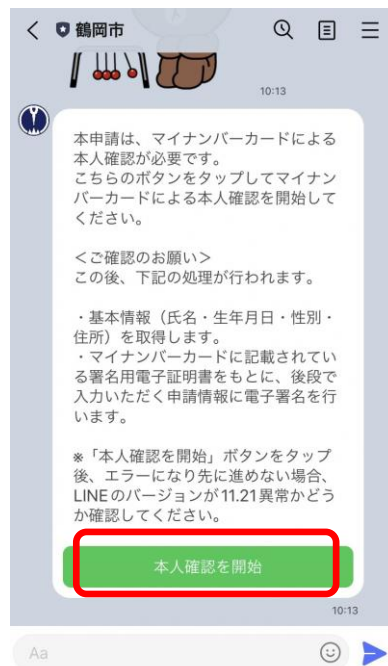 鶴岡市
10:13
本申請は、マイナンバーカードによる
本人確認が必要です。
こちらのボタンをタップしてマイナン
バーカードによる本人確認を開始して
ください。
<ご確認のお願い>
この後、下記の処理が行われます。
・基本情報（氏名・生年月日・性別・
住所）を取得します。
・マイナンバーカードに記載されてい
る署名用電子証明書をもとに、後段で
入力いただく申請情報に電子署名を行
います。
※「本人確認を開始」ボタンをタップ
後、エラーになり先に進めない場合、
LINEのバージョンが11.21異常かどう
か確認してください。
本人確認を開始
10:13
Aa